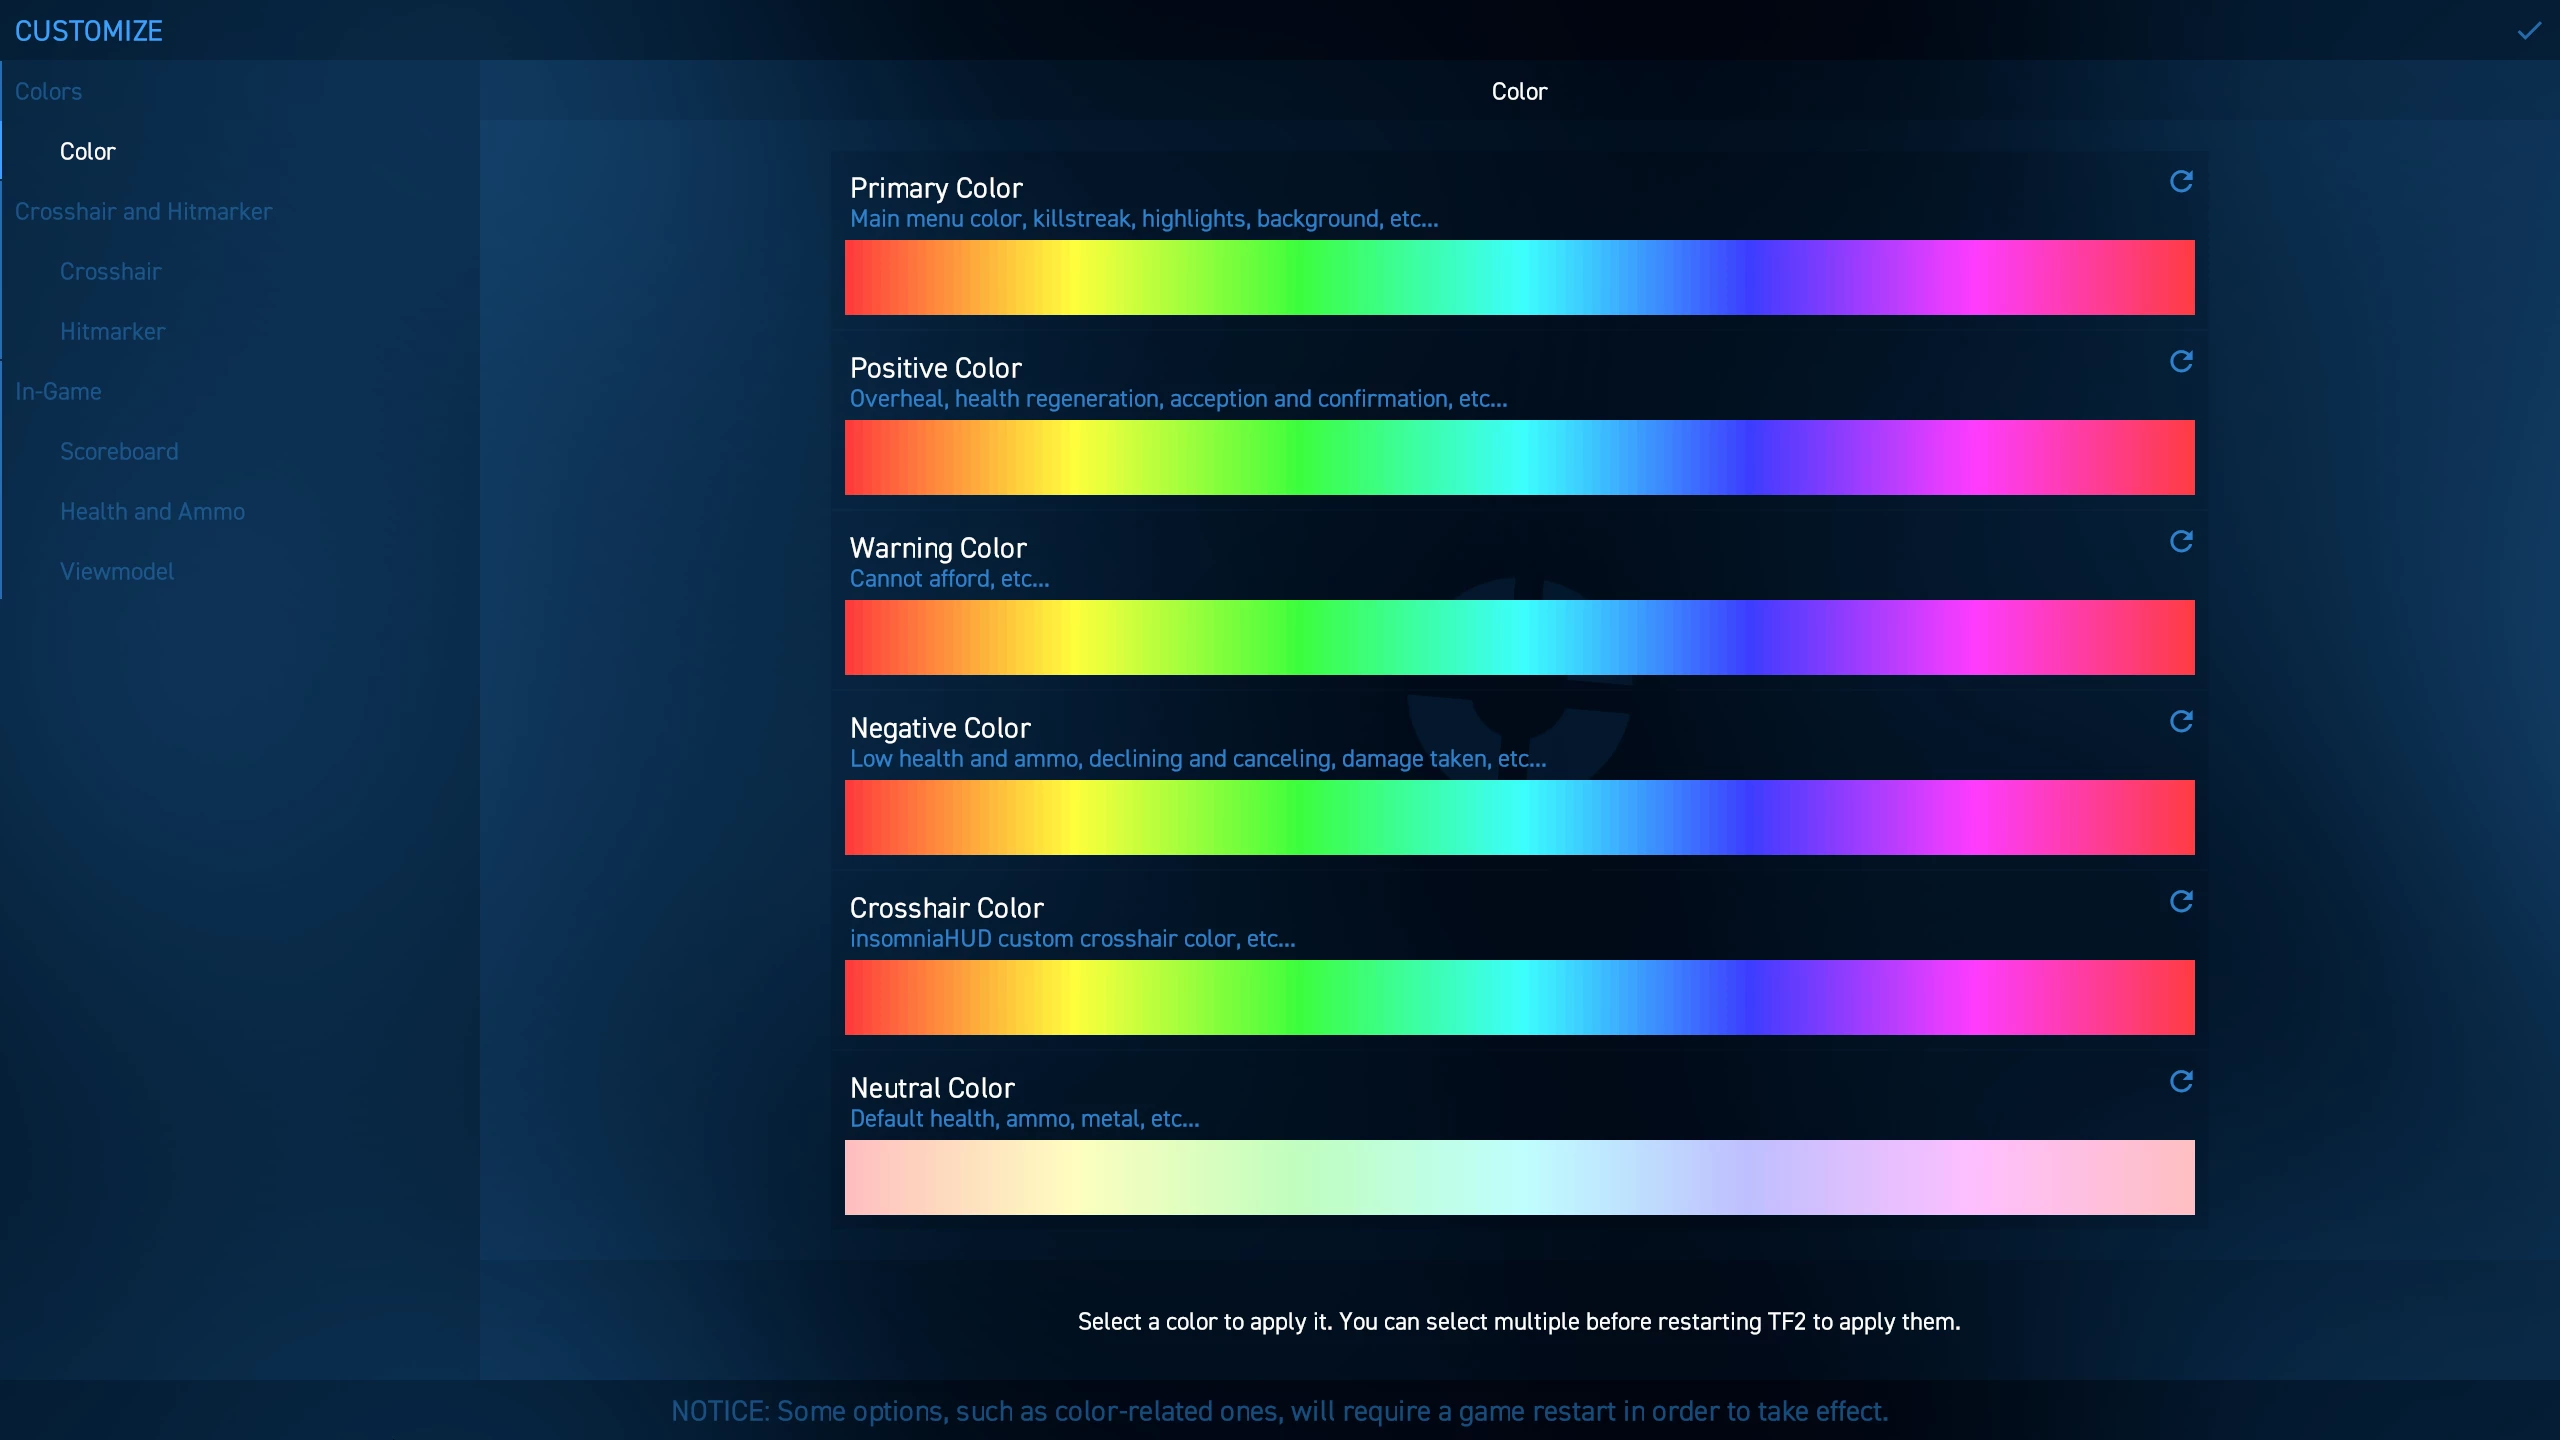 CUSTOMIZE
Colors
Color
Crosshair and Hitmarker
Crosshair
Hitmarker
In-Game
Scoreboard
Health and Ammo
Viewmodel
Color
Primary Color
Main menu color, killstreak, highlights, background, etc...
Positive Color
Overheal, health regeneration, acception and confirmation, etc...
Warning Color
Cannot afford, etc...
Negative Color
Low health and ammo, declining and canceling, damage taken, etc...
Crosshair Color
insomniaHUD custom crosshair color, etc...
Neutral Color
Default health, ammo, metal, etc...
Select a color to apply it. You can select multiple before restarting TF2 to apply them.
NOTICE: Some options, such as color-related ones, will require a game restart in order to take effect.